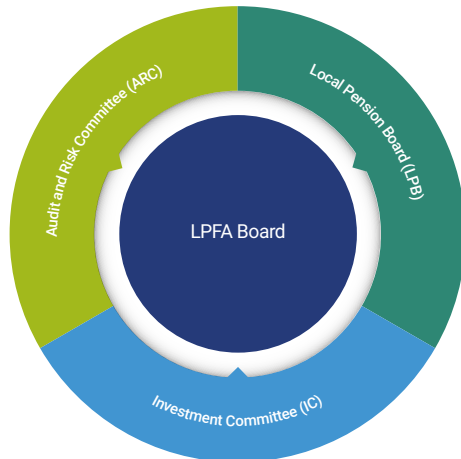 Audit and Risk Committee (ARC)
Local Pension Board (LPB)
LPFA Board
Investment Committee (IC)